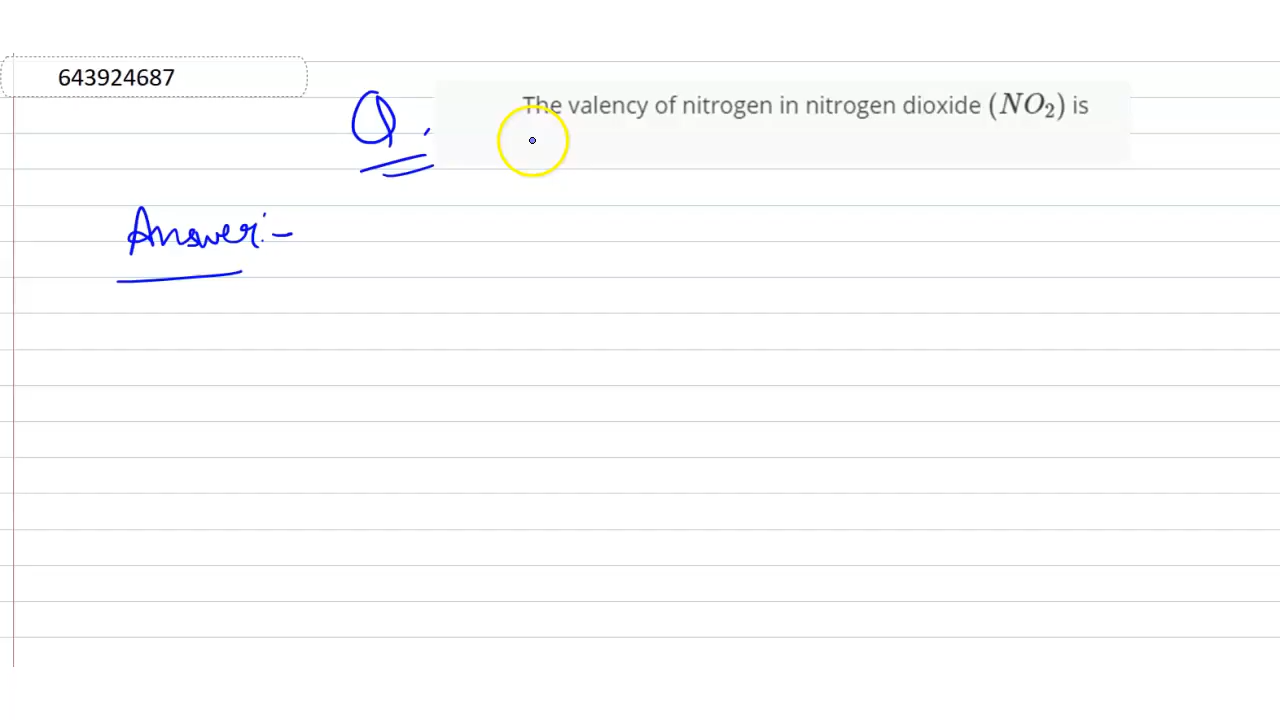 643924687
Q. The valency of nitrogen in nitrogen dioxide (NO₂) is
Answer:-